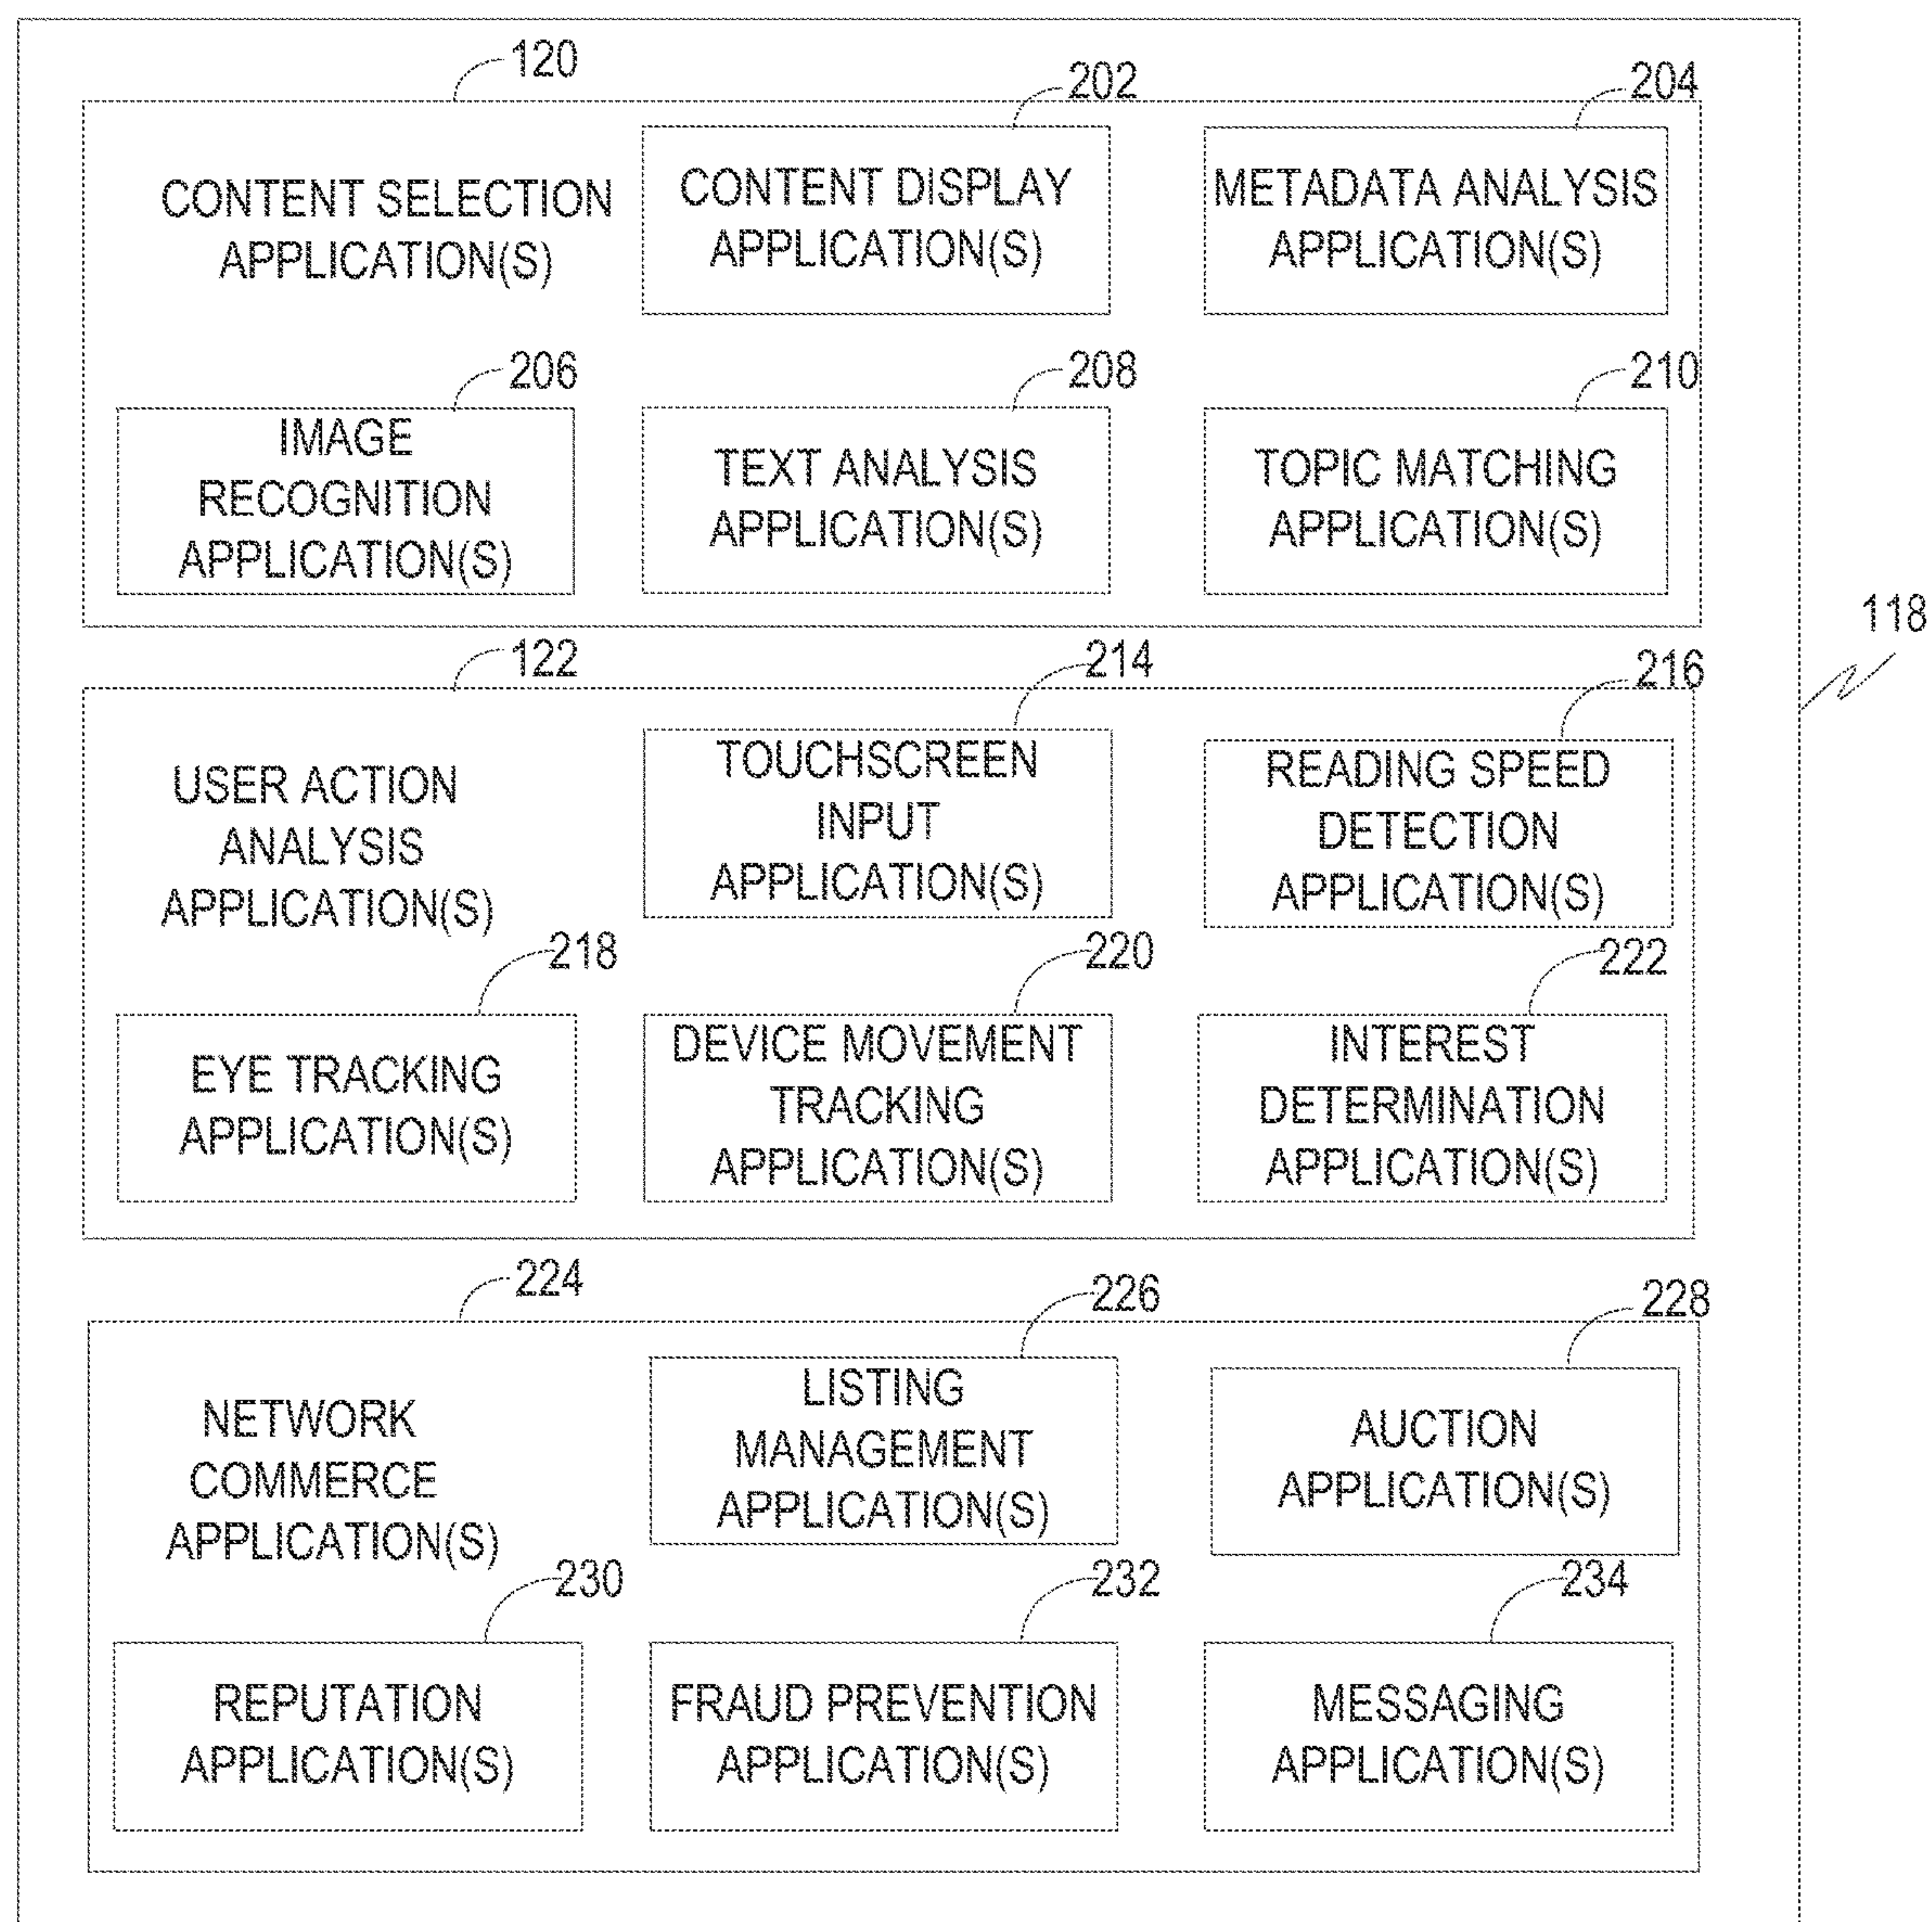 120
202
204
CONTENT SELECTION
APPLICATION(S)
CONTENT DISPLAY
APPLICATION(S)
METADATA ANALYSIS
APPLICATION(S)
206
208
210
IMAGE
RECOGNITION
APPLICATION(S)
TEXT ANALYSIS
APPLICATION(S)
TOPIC MATCHING
APPLICATION(S)
118
122
214
216
USER ACTION
ANALYSIS
APPLICATION(S)
TOUCHSCREEN
INPUT
APPLICATION(S)
READING SPEED
DETECTION
APPLICATION(S)
218
220
222
EYE TRACKING
APPLICATION(S)
DEVICE MOVEMENT
TRACKING
APPLICATION(S)
INTEREST
DETERMINATION
APPLICATION(S)
224
226
228
NETWORK
COMMERCE
APPLICATION(S)
LISTING
MANAGEMENT
APPLICATION(S)
AUCTION
APPLICATION(S)
230
232
234
REPUTATION
APPLICATION(S)
FRAUD PREVENTION
APPLICATION(S)
MESSAGING
APPLICATION(S)